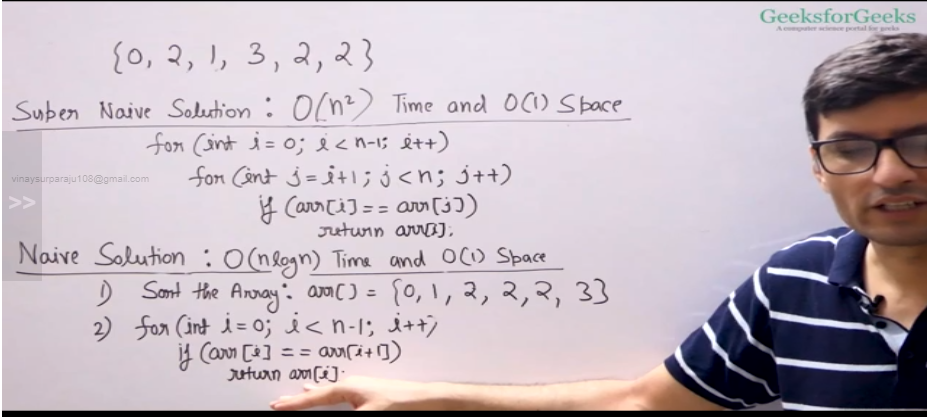 GeeksforGeeks
A computer science portal for geeks
{0, 2, 1, 3, 2, 2}
Super Naive Solution : O(n²) Time and O(1) Space
for (int i = 0; i < n-1; i++)
vinaysurparaju108@gmail.com
for (int j = i+1; j < n; j++)
>>
if (arr[i] == arr[j])
return arr[i];
Naive Solution : O(nlogn) Time and O(1) Space
1) Sort the Array : arr[] = {0, 1, 2, 2, 2, 3}
2) for (int i=0; i < n-1; i++)
if (arr[i] == arr[i+1])
return arr[i];